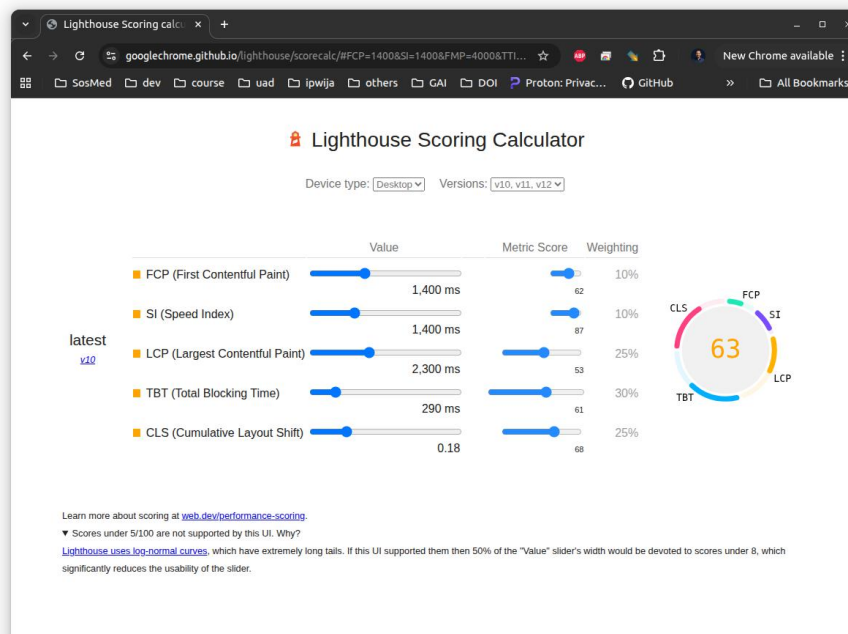 Lighthouse Scoring calcu
googlechrome.github.io/lighthouse/scorecalc/#FCP=1400&SI=1400&FMP=4000&TTI...
ABP
New Chrome available
SosMed dev course uad ipwija others GAI DOI Proton: Privac... GitHub » All Bookmarks
Lighthouse Scoring Calculator
Device type: Desktop Versions: v10, v11, v12
Value Metric Score Weighting
FCP (First Contentful Paint) 10%
1,400 ms 62
SI (Speed Index) 10%
1,400 ms 87
latest
v10
LCP (Largest Contentful Paint) 25%
2,300 ms 53
TBT (Total Blocking Time) 30%
290 ms 61
CLS (Cumulative Layout Shift) 25%
0.18 68
FCP
SI
LCP
TBT
CLS
63
Learn more about scoring at web.dev/performance-scoring.
▼ Scores under 5/100 are not supported by this UI. Why?
Lighthouse uses log-normal curves, which have extremely long tails. If this UI supported them then 50% of the "Value" slider's width would be devoted to scores under 8, which
significantly reduces the usability of the slider.